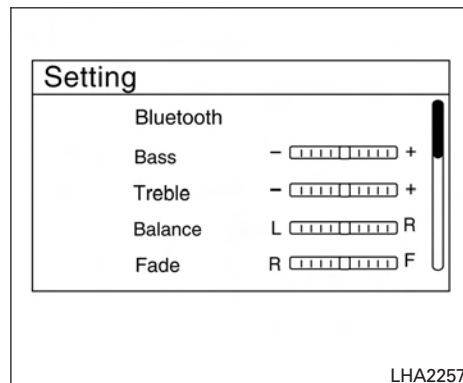 Setting
Bluetooth
Bass - +
Treble - +
Balance L R
Fade R F
LHA2257